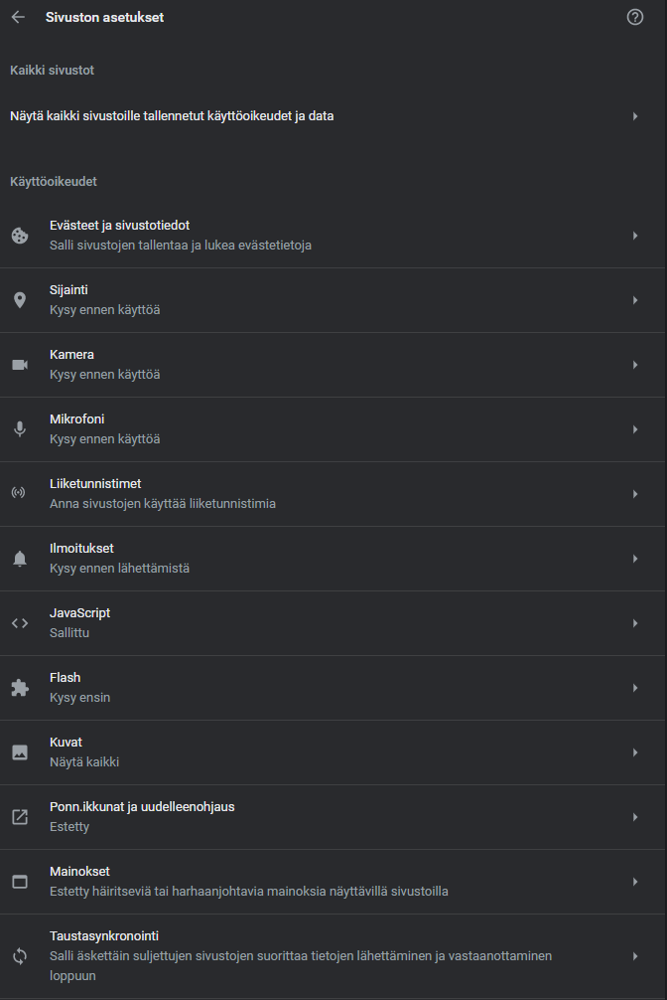 Sivuston asetukset
Kaikki sivustot
Näytä kaikki sivustoille tallennetut käyttöoikeudet ja data
Käyttöoikeudet
Evästeet ja sivustotiedot
Salli sivustojen tallentaa ja lukea evästetietoja
Sijainti
Kysy ennen käyttöä
Kamera
Kysy ennen käyttöä
Mikrofoni
Kysy ennen käyttöä
Liiketunnistimet
Anna sivustojen käyttää liiketunnistimia
Ilmoitukset
Kysy ennen lähettämistä
JavaScript
Sallittu
Flash
Kysy ensin
Kuvat
Näytä kaikki
Ponn.ikkunat ja uudelleenohjaus
Estetty
Mainokset
Estetty häiritseviä tai harhaanjohtavia mainoksia näyttävillä sivustoilla
Taustasynkronointi
Salli äskettäin suljettujen sivustojen suorittaa tietojen lähettäminen ja vastaanottaminen
loppuun